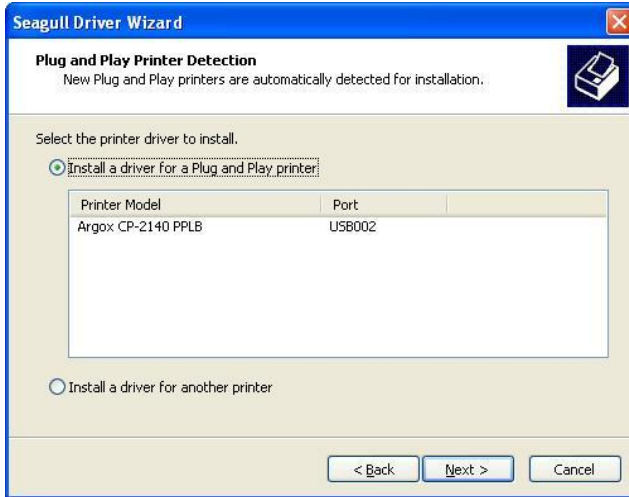 Seagull Driver Wizard
Plug and Play Printer Detection
New Plug and Play printers are automatically detected for installation.
Select the printer driver to install.
Install a driver for a Plug and Play printer
Printer Model Port
Argox CP-2140 PPLB USB002
Install a driver for another printer
< Back Next > Cancel